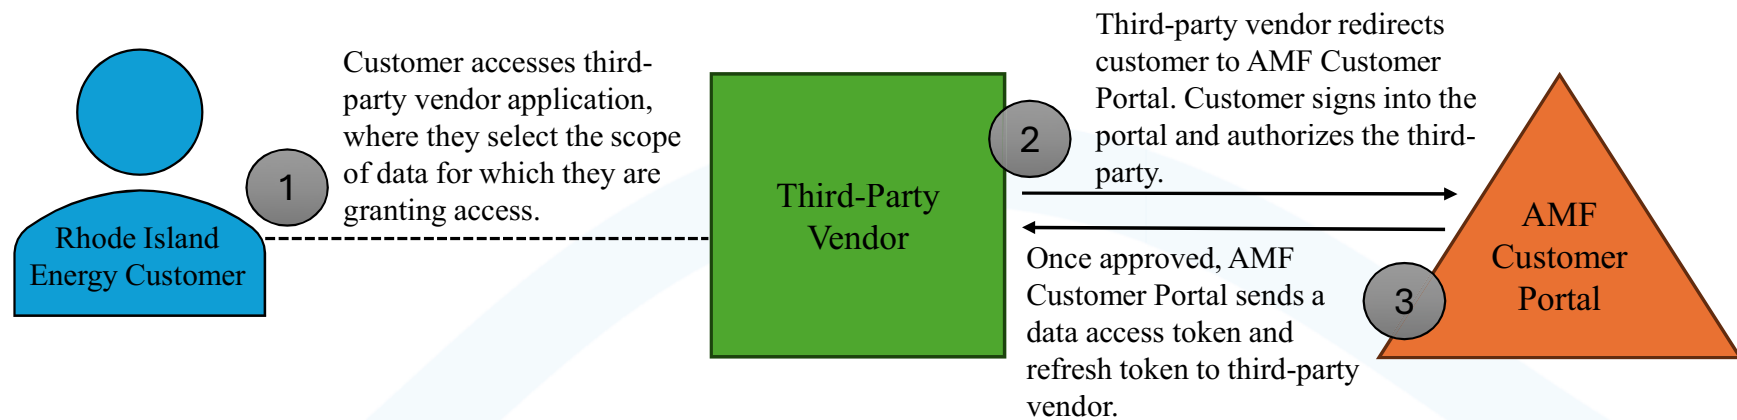 Rhode Island
Energy Customer
1
Customer accesses third-
party vendor application,
where they select the scope
of data for which they are
granting access.
Third-Party
Vendor
2
Third-party vendor redirects
customer to AMF Customer
Portal. Customer signs into the
portal and authorizes the third-
party.
Once approved, AMF
Customer Portal sends a
data access token and
refresh token to third-party
vendor.
3
AMF
Customer
Portal